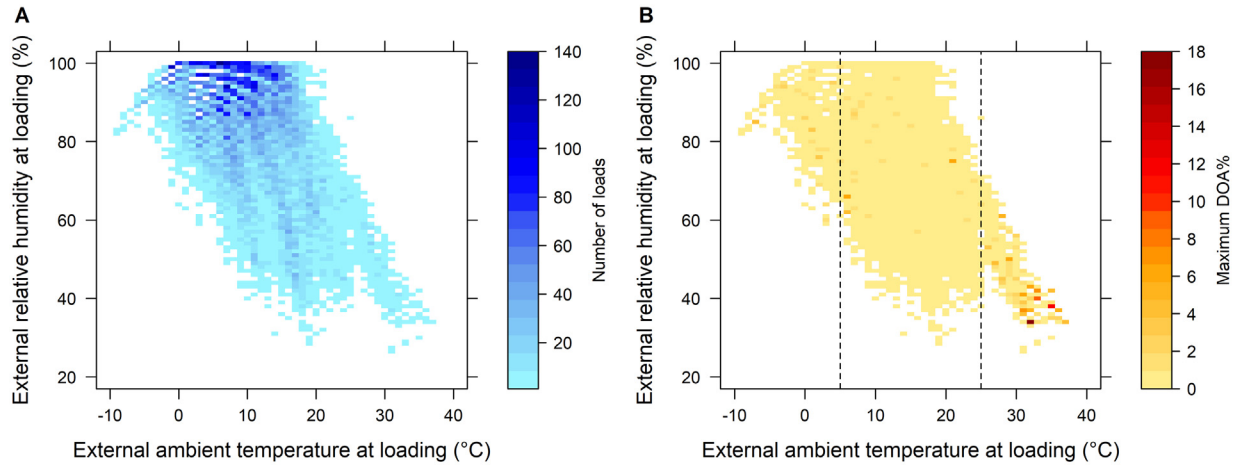 A
External relative humidity at loading (%)
100
80
60
40
20
-10 0 10 20 30 40
External ambient temperature at loading (°C)
140
120
100
80
60
40
20
Number of loads
B
External relative humidity at loading (%)
100
80
60
40
20
-10 0 10 20 30 40
External ambient temperature at loading (°C)
18
16
14
12
10
8
6
4
2
0
Maximum DOA%